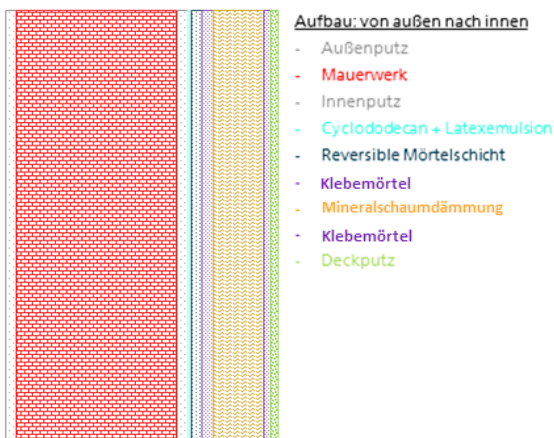 Aufbau: von außen nach innen
- Außenputz
- Mauerwerk
- Innenputz
- Cyclododecan + Latexemulsion
- Reversible Mörtelschicht
- Klebemörtel
- Mineralschaumdämmung
- Klebemörtel
- Deckputz